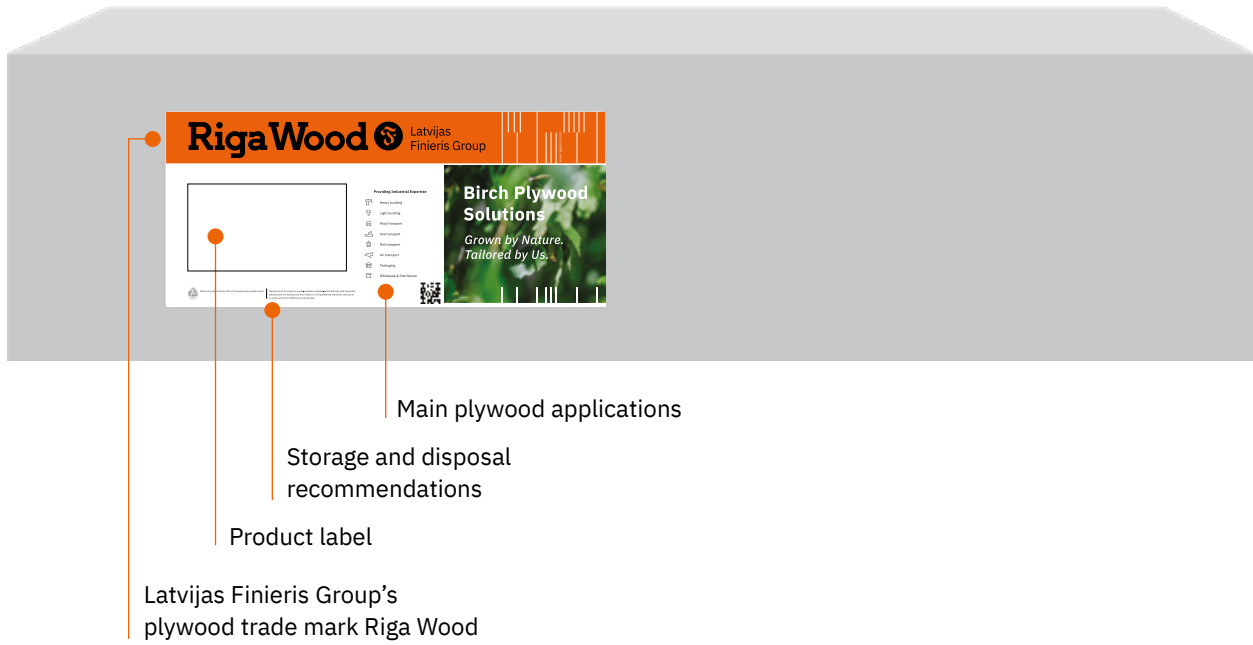 Riga Wood
Latvijas
Finieris Group
Providing Industrial Expertise
Heavy building
Light building
Road transport
Sea transport
Rail transport
Air transport
Packaging
Wholesale & Distribution
Birch Plywood
Solutions
Grown by Nature.
Tailored by Us.
Main plywood applications
Storage and disposal
recommendations
Product label
Latvijas Finieris Group’s
plywood trade mark Riga Wood